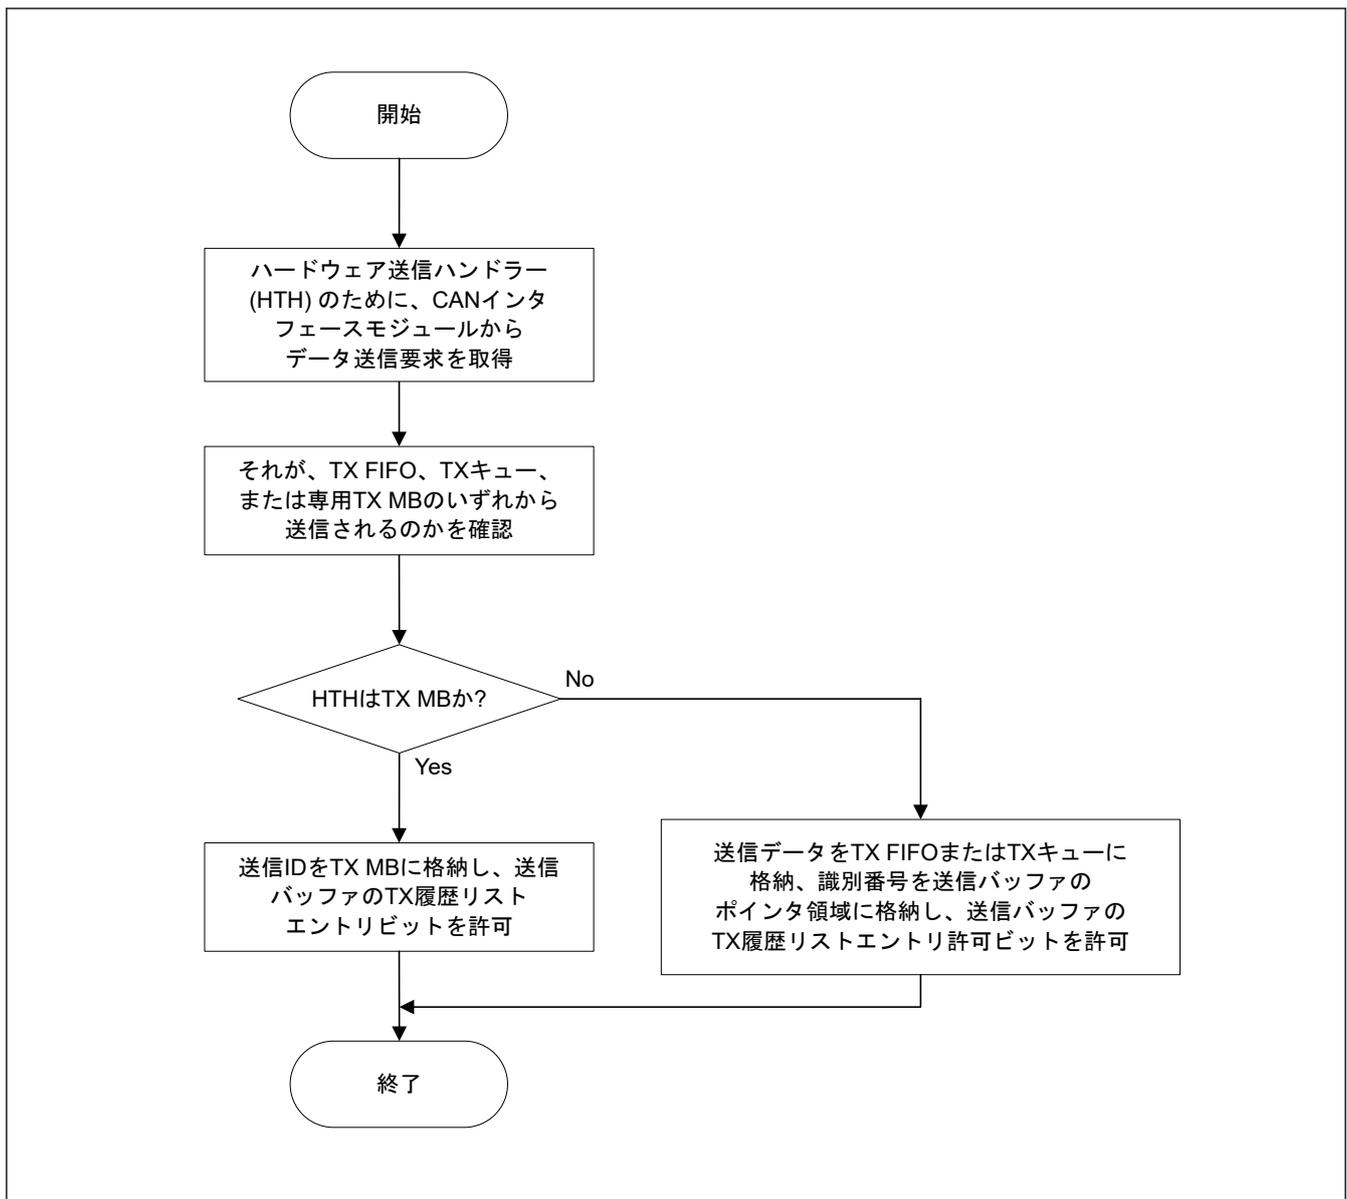 開始
ハードウェア送信ハンドラー
(HTH) のために、CANインタ
フェースモジュールから
データ送信要求を取得
それが、TX FIFO、TXキュー、
または専用TX MBのいずれから
送信されるのかを確認
HTHはTX MBか?
No
Yes
送信IDをTX MBに格納し、送信
バッファのTX履歴リスト
エントリビットを許可
送信データをTX FIFOまたはTXキューに
格納、識別番号を送信バッファの
ポインタ領域に格納し、送信バッファの
TX履歴リストエントリ許可ビットを許可
終了